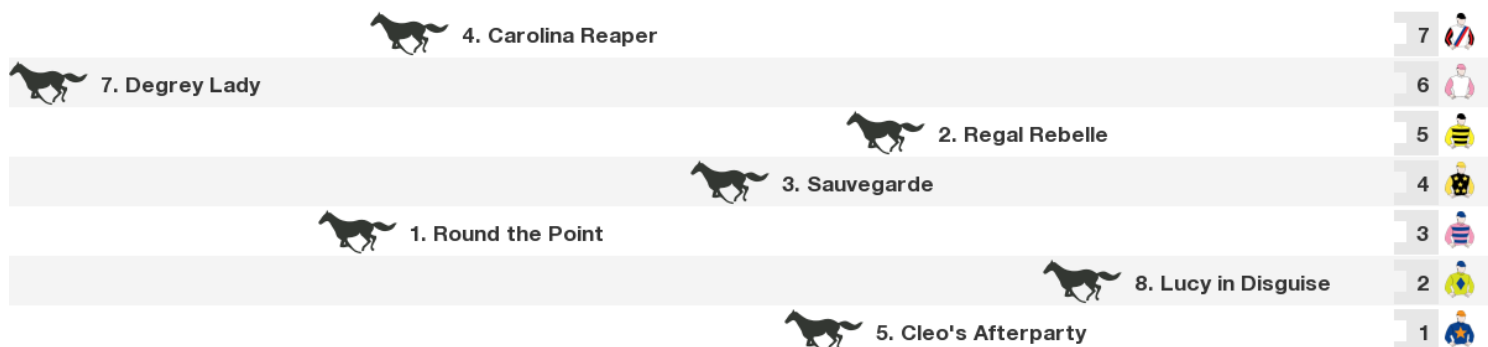 4. Carolina Reaper 7
7. Degrey Lady 6
2. Regal Rebelle 5
3. Sauvegarde 4
1. Round the Point 3
8. Lucy in Disguise 2
5. Cleo's Afterparty 1